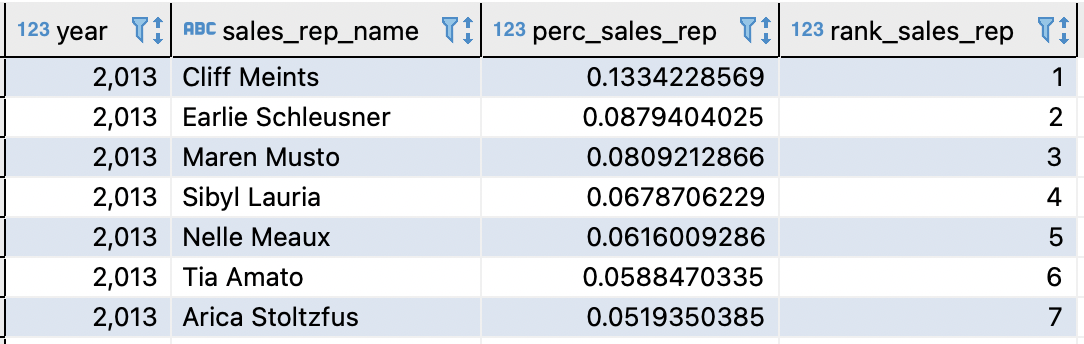 123 year ABC sales_rep_name 123 perc_sales_rep 123 rank_sales_rep
2,013 Cliff Meints 0.1334228569 1
2,013 Earlie Schleusner 0.0879404025 2
2,013 Maren Musto 0.0809212866 3
2,013 Sibyl Lauria 0.0678706229 4
2,013 Nelle Meaux 0.0616009286 5
2,013 Tia Amato 0.0588470335 6
2,013 Arica Stoltzfus 0.0519350385 7